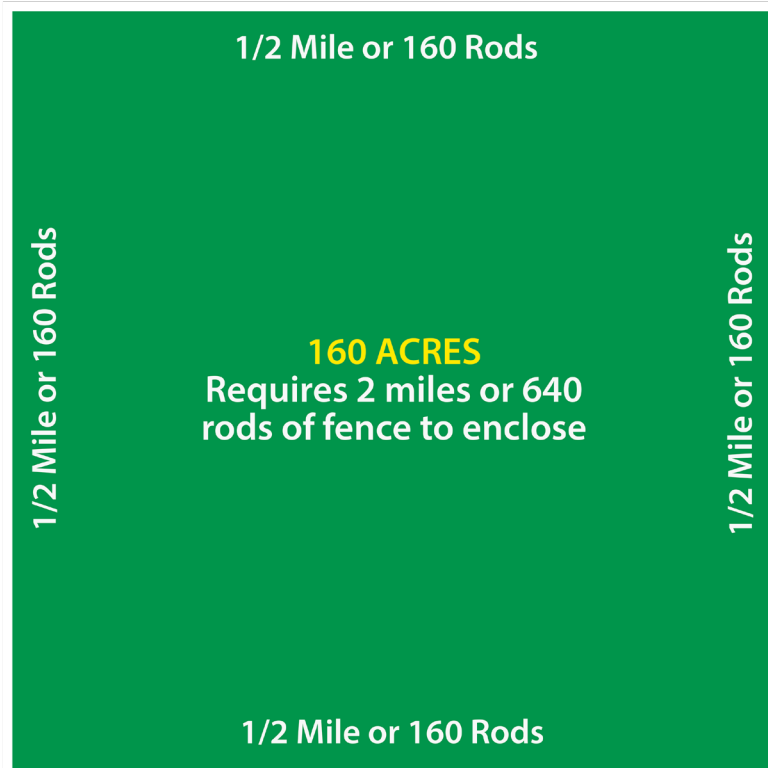 1/2 Mile or 160 Rods
1/2 Mile or 160 Rods
1/2 Mile or 160 Rods
160 ACRES
Requires 2 miles or 640
rods of fence to enclose
1/2 Mile or 160 Rods